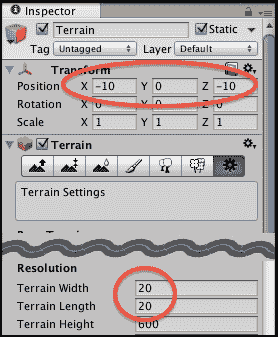 Inspector
Terrain Static
Tag Untagged Layer Default
Transform
Position X -10 Y 0 Z -10
Rotation X 0 Y 0 Z 0
Scale X 1 Y 1 Z 1
Terrain
Terrain Settings
Resolution
Terrain Width 20
Terrain Length 20
Terrain Height 600